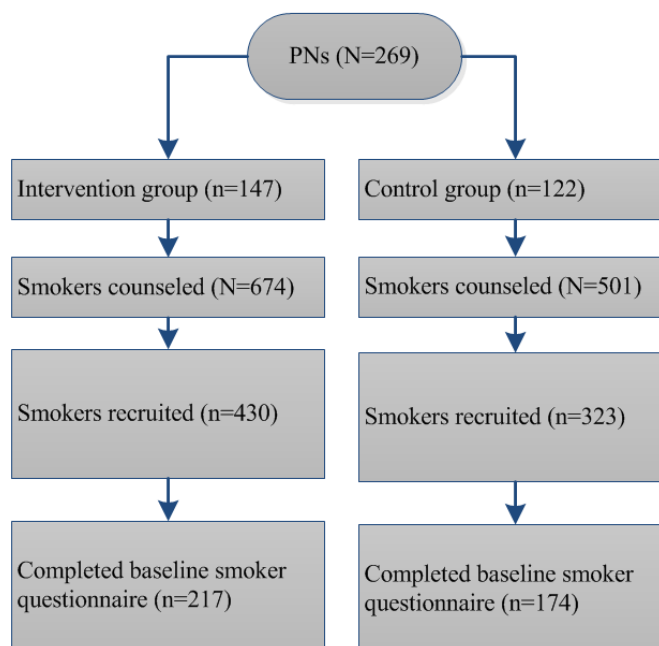 PNs (N=269)
Intervention group (n=147)
Control group (n=122)
Smokers counseled (N=674)
Smokers counseled (N=501)
Smokers recruited (n=430)
Smokers recruited (n=323)
Completed baseline smoker
questionnaire (n=217)
Completed baseline smoker
questionnaire (n=174)